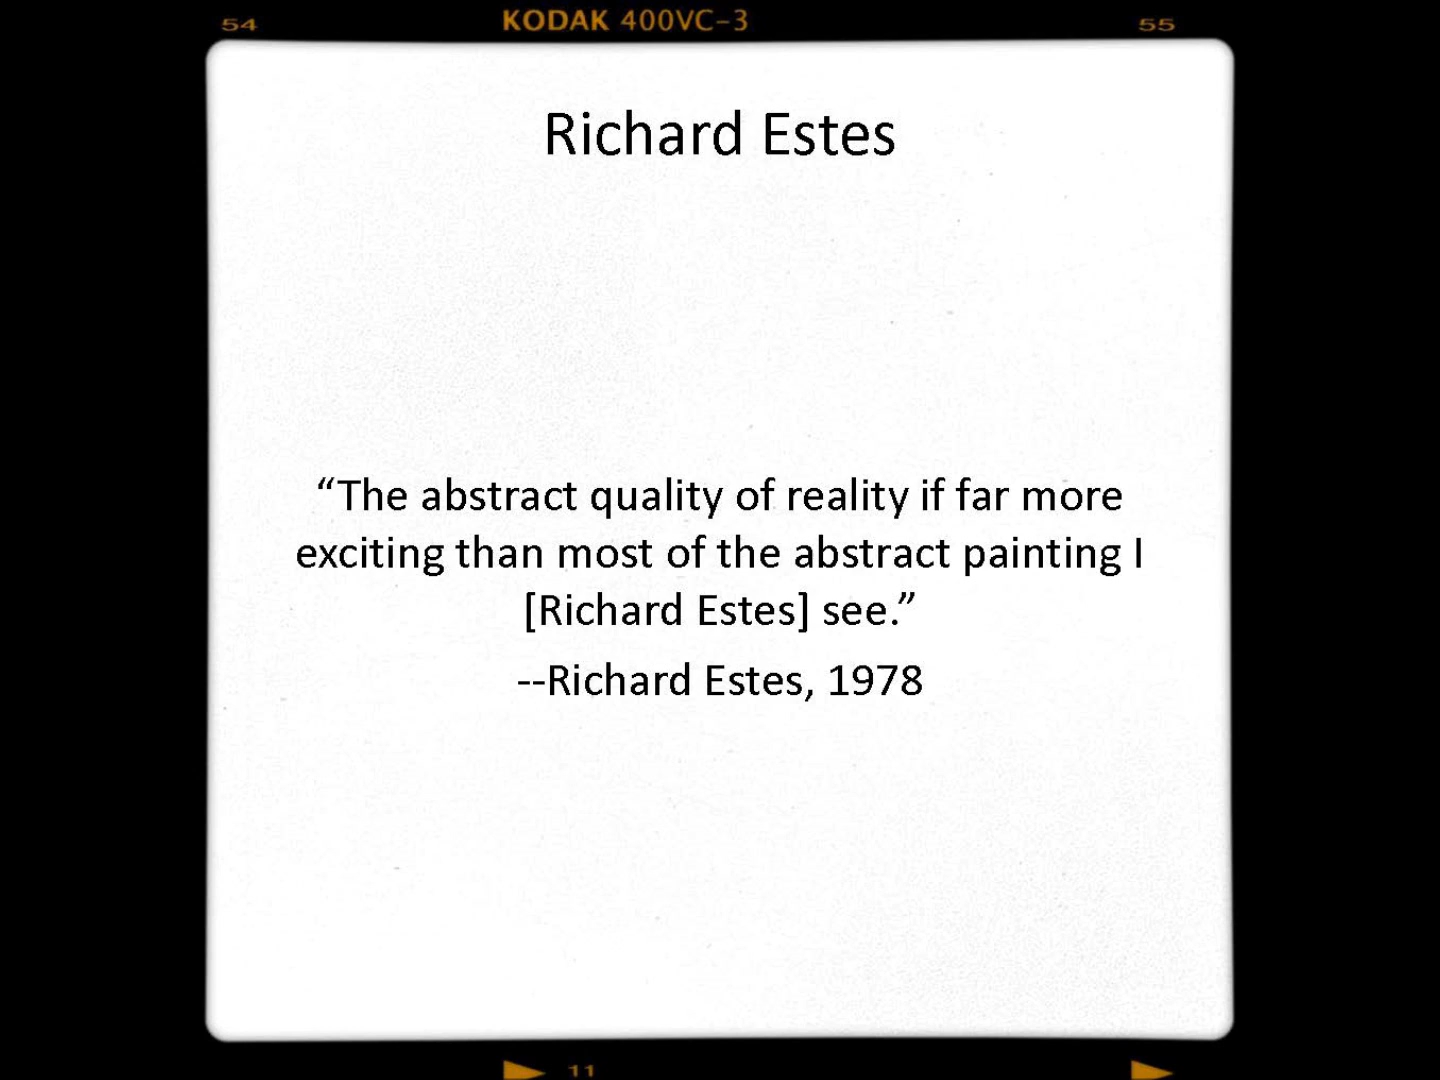 54 KODAK 400VC-3 55
Richard Estes
“The abstract quality of reality if far more
exciting than most of the abstract painting I
[Richard Estes] see.”
--Richard Estes, 1978
11